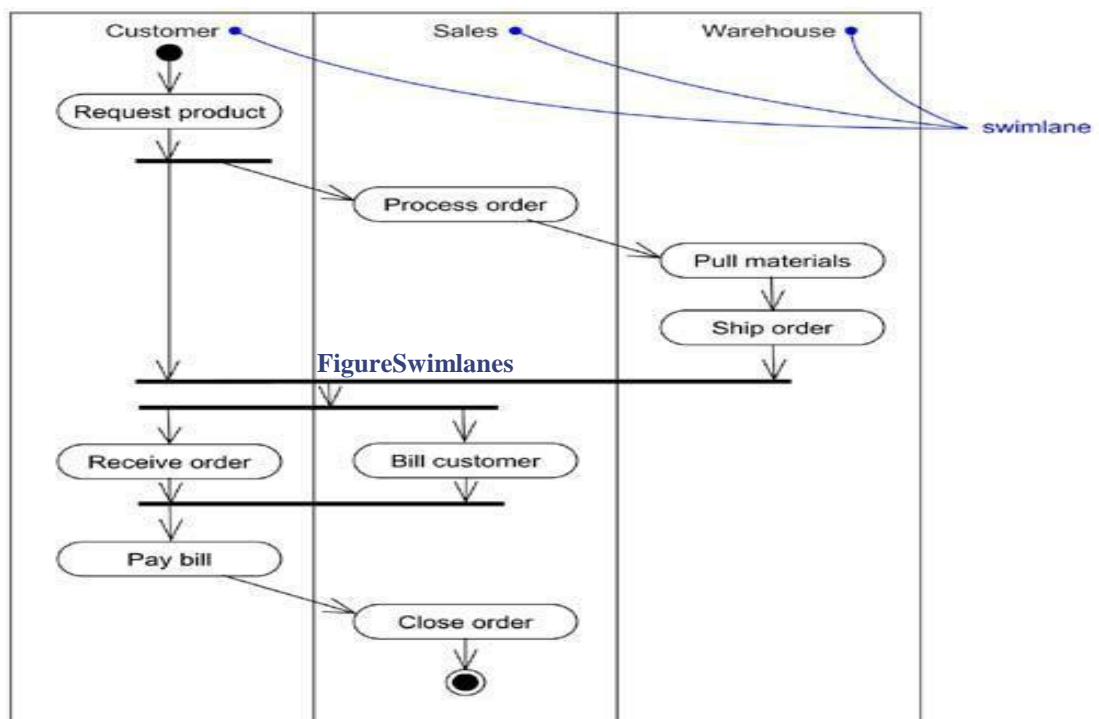 Customer Sales Warehouse
swimlane
Request product
Process order
Pull materials
Ship order
FigureSwimlanes
Receive order Bill customer
Pay bill
Close order